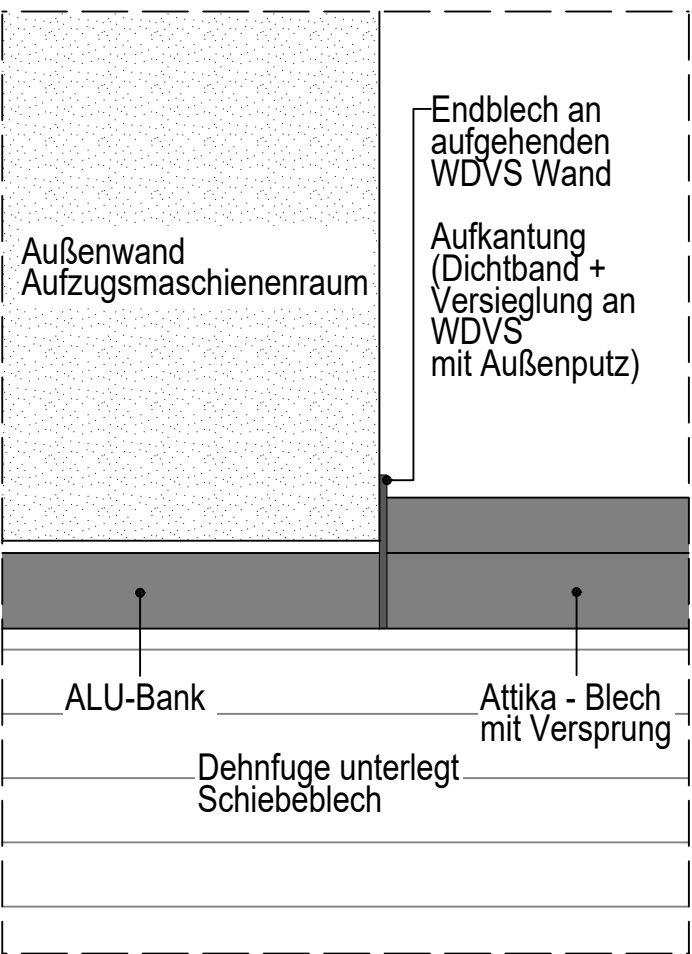 Endblech an
aufgehenden
WDVS Wand
Aufkantung
(Dichtband +
Versieglung an
WDVS
mit Außenputz)
Außenwand
Aufzugsmaschienenraum
ALU-Bank
Attika - Blech
mit Versprung
Dehnfuge unterlegt
Schiebeblech